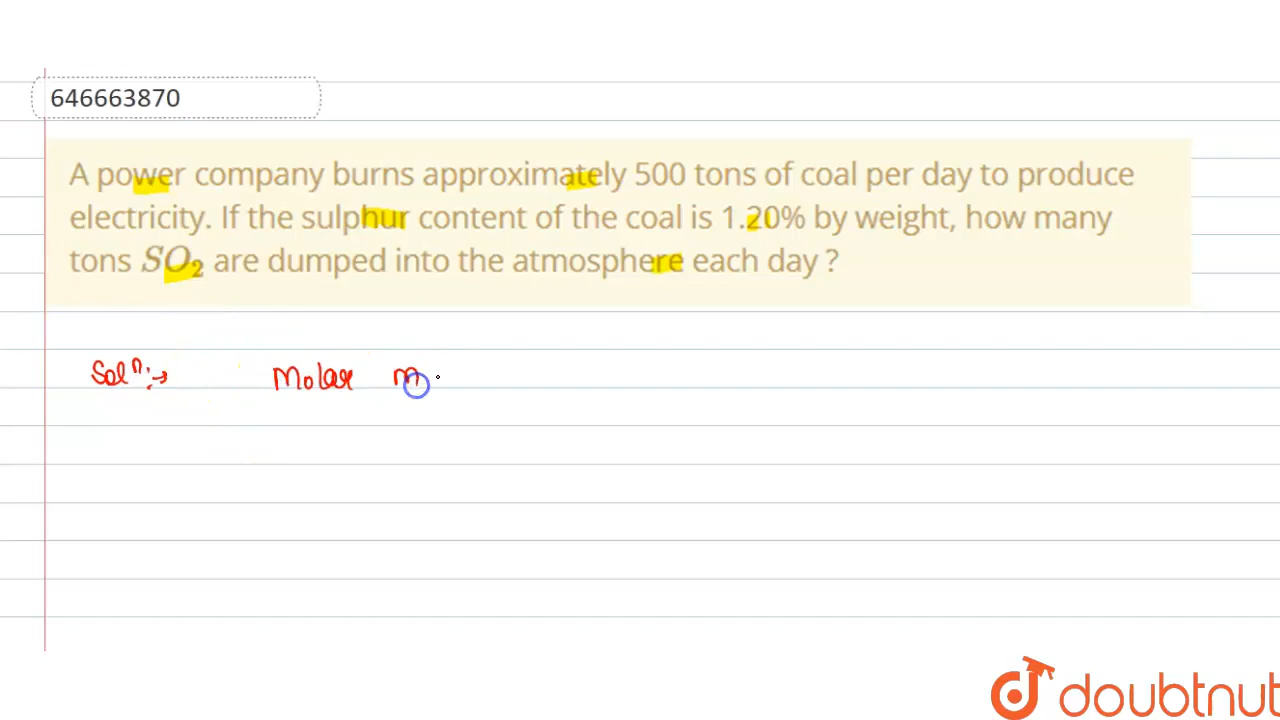 646663870
A power company burns approximately 500 tons of coal per day to produce
electricity. If the sulphur content of the coal is 1.20% by weight, how many
tons SO₂ are dumped into the atmosphere each day ?
Solⁿ:→ Molar m
doubtnut